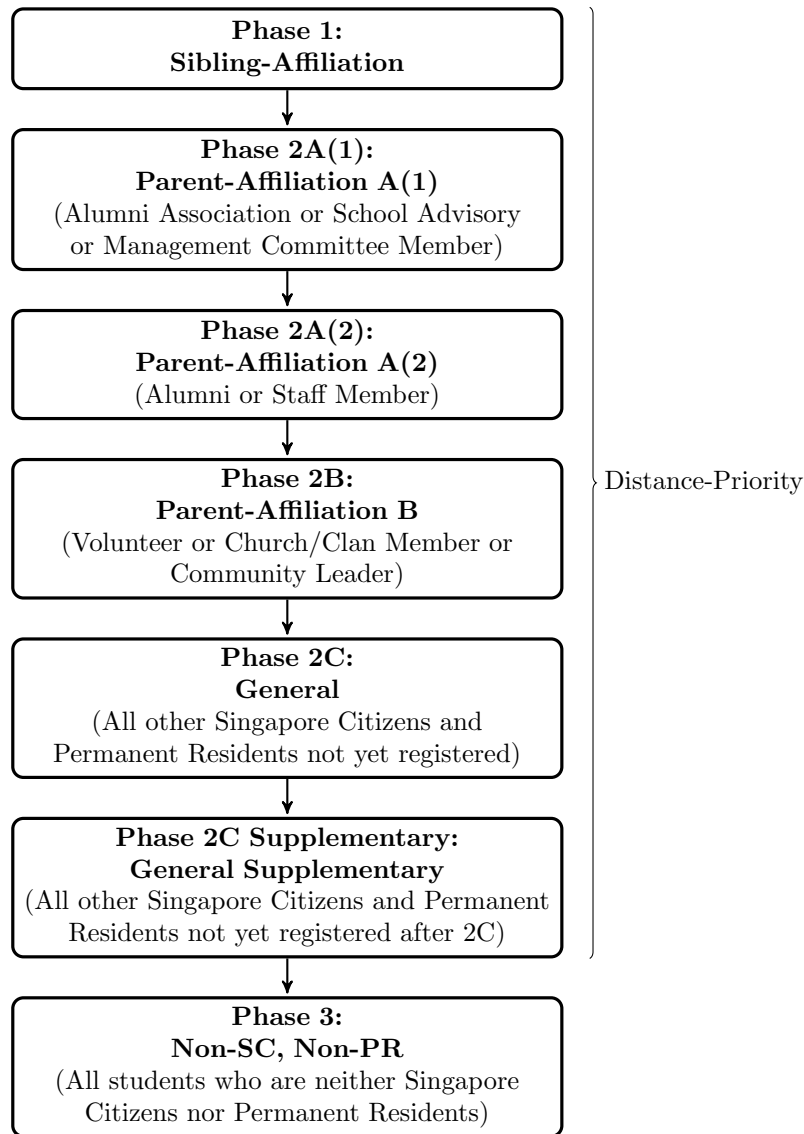 Phase 1:
Sibling-Affiliation
Phase 2A(1):
Parent-Affiliation A(1)
(Alumni Association or School Advisory
or Management Committee Member)
Phase 2A(2):
Parent-Affiliation A(2)
(Alumni or Staff Member)
Phase 2B:
Parent-Affiliation B
(Volunteer or Church/Clan Member or
Community Leader)
Phase 2C:
General
(All other Singapore Citizens and
Permanent Residents not yet registered)
Phase 2C Supplementary:
General Supplementary
(All other Singapore Citizens and Permanent
Residents not yet registered after 2C)
Phase 3:
Non-SC, Non-PR
(All students who are neither Singapore
Citizens nor Permanent Residents)
Distance-Priority